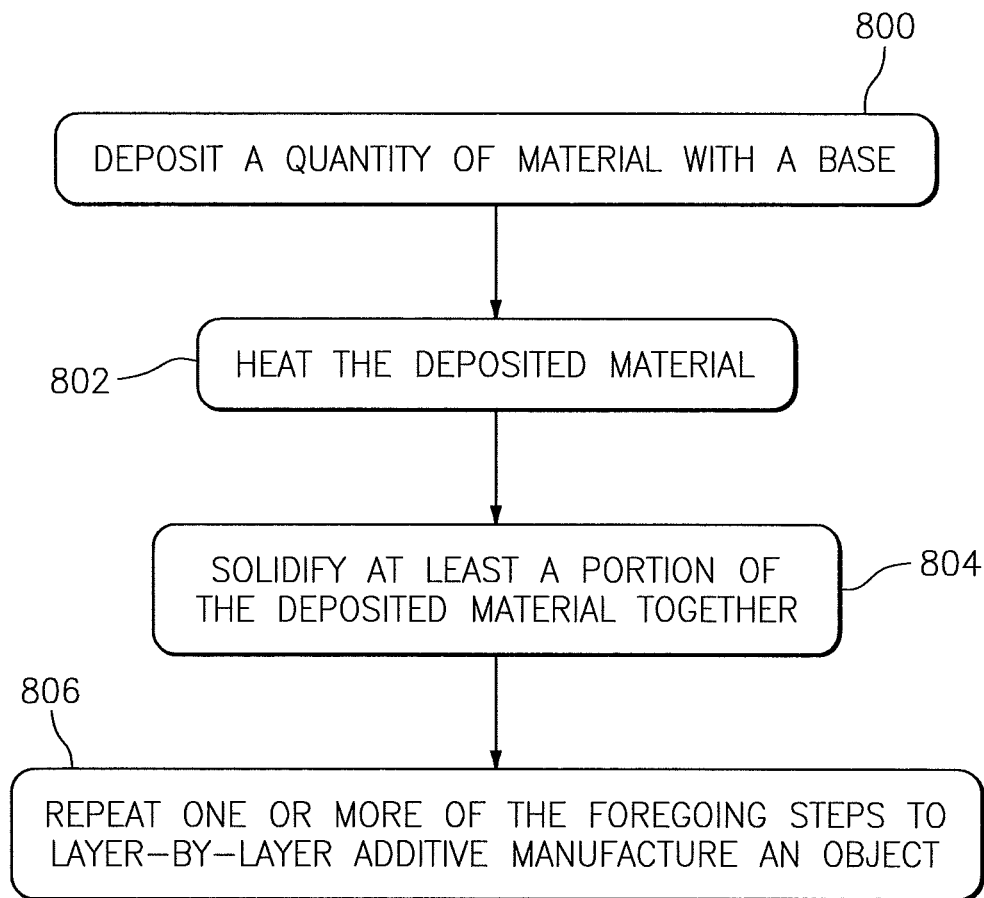 800
DEPOSIT A QUANTITY OF MATERIAL WITH A BASE
802
HEAT THE DEPOSITED MATERIAL
SOLIDIFY AT LEAST A PORTION OF
THE DEPOSITED MATERIAL TOGETHER
804
806
REPEAT ONE OR MORE OF THE FOREGOING STEPS TO
LAYER-BY-LAYER ADDITIVE MANUFACTURE AN OBJECT